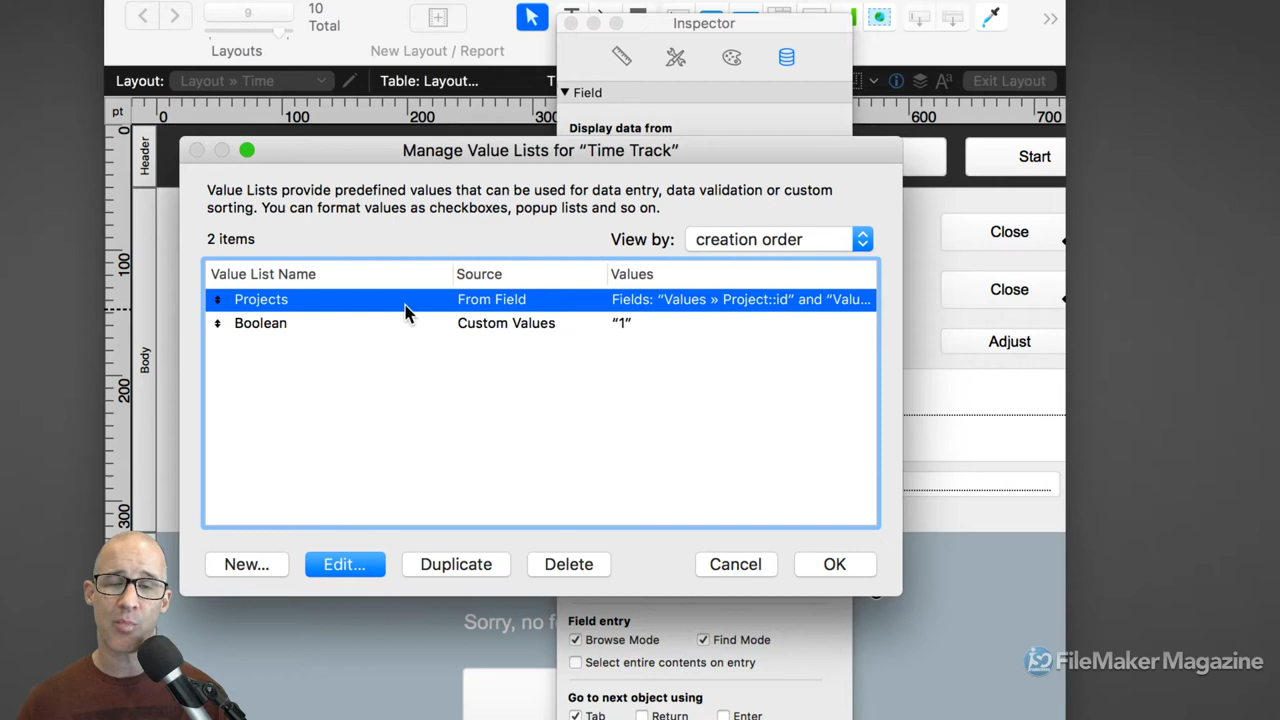 9
10
Total
Layouts
New Layout / Report
Inspector
Layout: Layout » Time
Table: Layout...
Exit Layout
Field
pt
0
100
200
300
600
700
Display data from
0
100
200
300
Header
Body
Start
Manage Value Lists for “Time Track”
Value Lists provide predefined values that can be used for data entry, data validation or custom
sorting. You can format values as checkboxes, popup lists and so on.
2 items
View by: creation order
Value List Name Source Values
Projects From Field Fields: “Values » Project::id” and “Valu...
Boolean Custom Values “1”
Close
Close
Adjust
New... Edit... Duplicate Delete Cancel OK
Sorry, no
Field entry
Browse Mode Find Mode
Select entire contents on entry
Go to next object using
Tab Return Enter
FileMaker Magazine